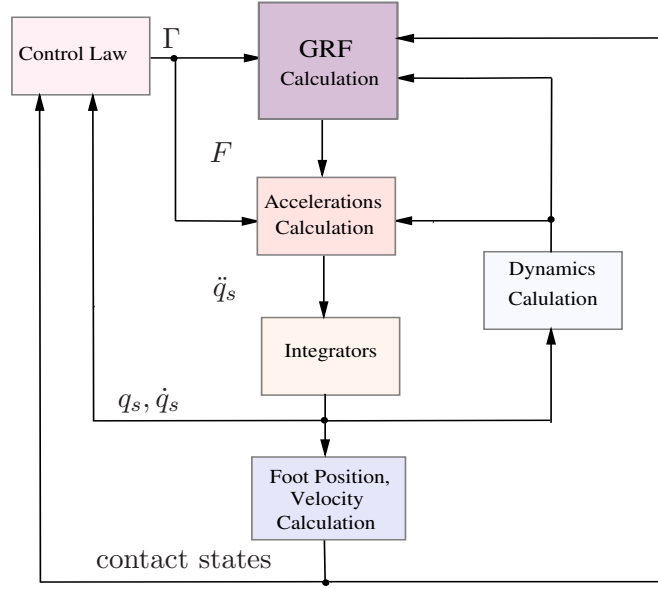 Γ
GRF
Control Law
Calculation
F
Accelerations
Calculation
q̈ₛ
Dynamics
Calulation
Integrators
qₛ, q̇ₛ
Foot Position,
Velocity
Calculation
contact states